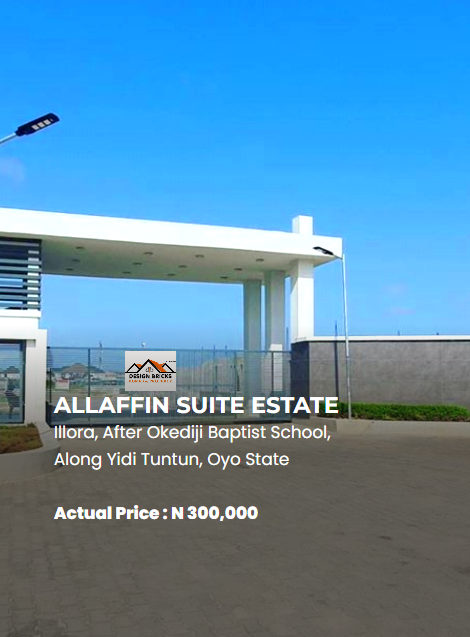 DESIGN BRICKS
ALLAFFIN SUITE ESTATE
Illora, After Okediji Baptist School,
Along Yidi Tuntun, Oyo State
Actual Price : N 300,000